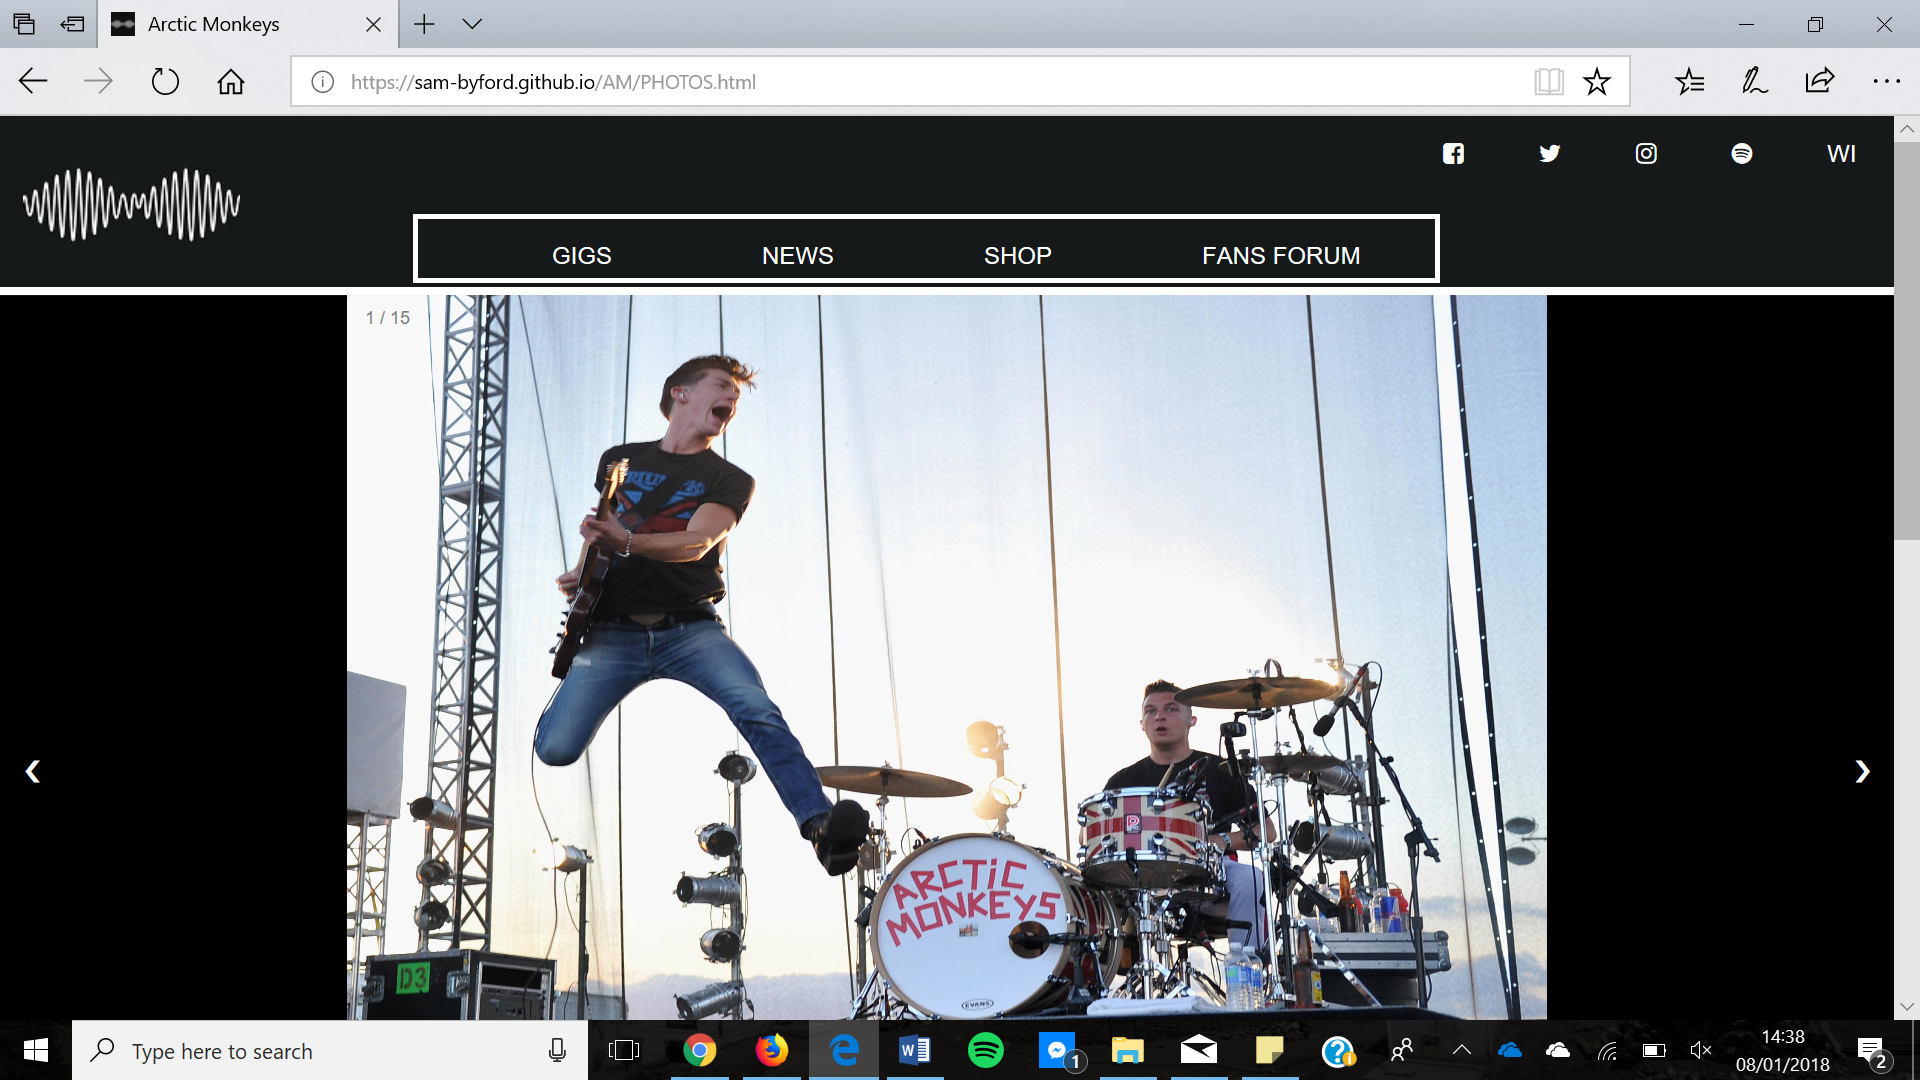 Arctic Monkeys
https://sam-byford.github.io/AM/PHOTOS.html
WI
GIGS NEWS SHOP FANS FORUM
1 / 15
ARCTIC
MONKEYS
EVANS
D3
Type here to search
1
14:38
08/01/2018
2